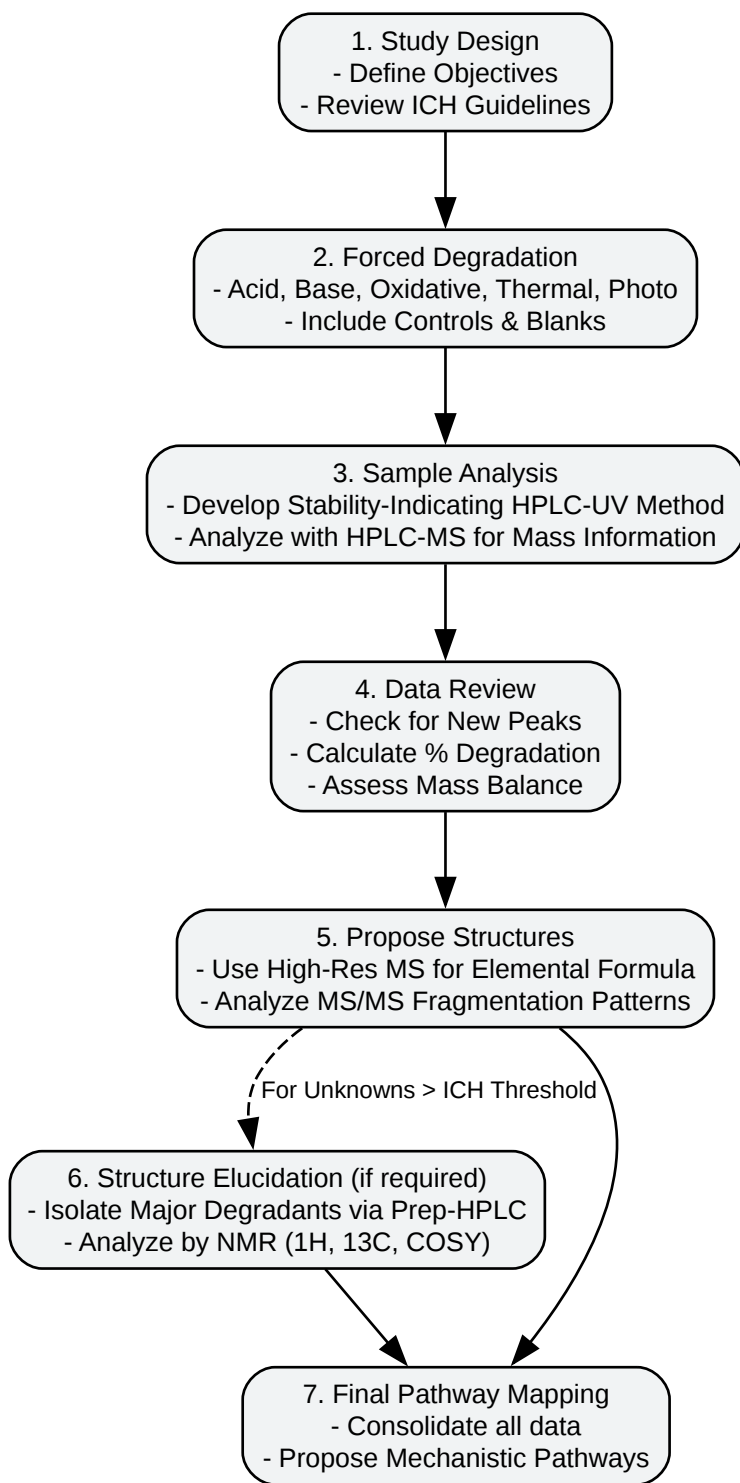 1. Study Design
- Define Objectives
- Review ICH Guidelines
2. Forced Degradation
- Acid, Base, Oxidative, Thermal, Photo
- Include Controls & Blanks
3. Sample Analysis
- Develop Stability-Indicating HPLC-UV Method
- Analyze with HPLC-MS for Mass Information
4. Data Review
- Check for New Peaks
- Calculate % Degradation
- Assess Mass Balance
5. Propose Structures
- Use High-Res MS for Elemental Formula
- Analyze MS/MS Fragmentation Patterns
For Unknowns > ICH Threshold
6. Structure Elucidation (if required)
- Isolate Major Degradants via Prep-HPLC
- Analyze by NMR (1H, 13C, COSY)
7. Final Pathway Mapping
- Consolidate all data
- Propose Mechanistic Pathways